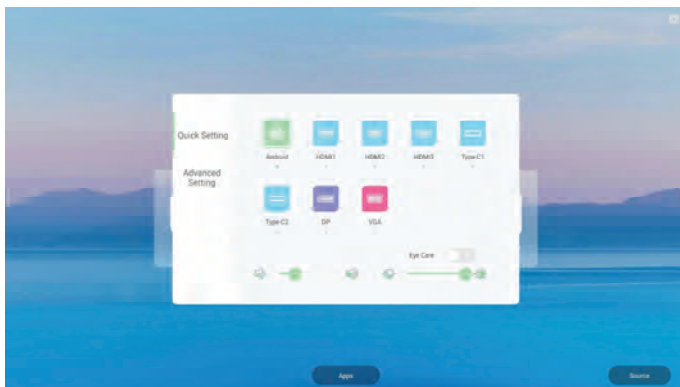 Quick Setting
Android
HDMI1
HDMI2
HDMI3
Type-C1
Advanced
Setting
Type-C2
DP
VGA
Eye Care
Apps
Source